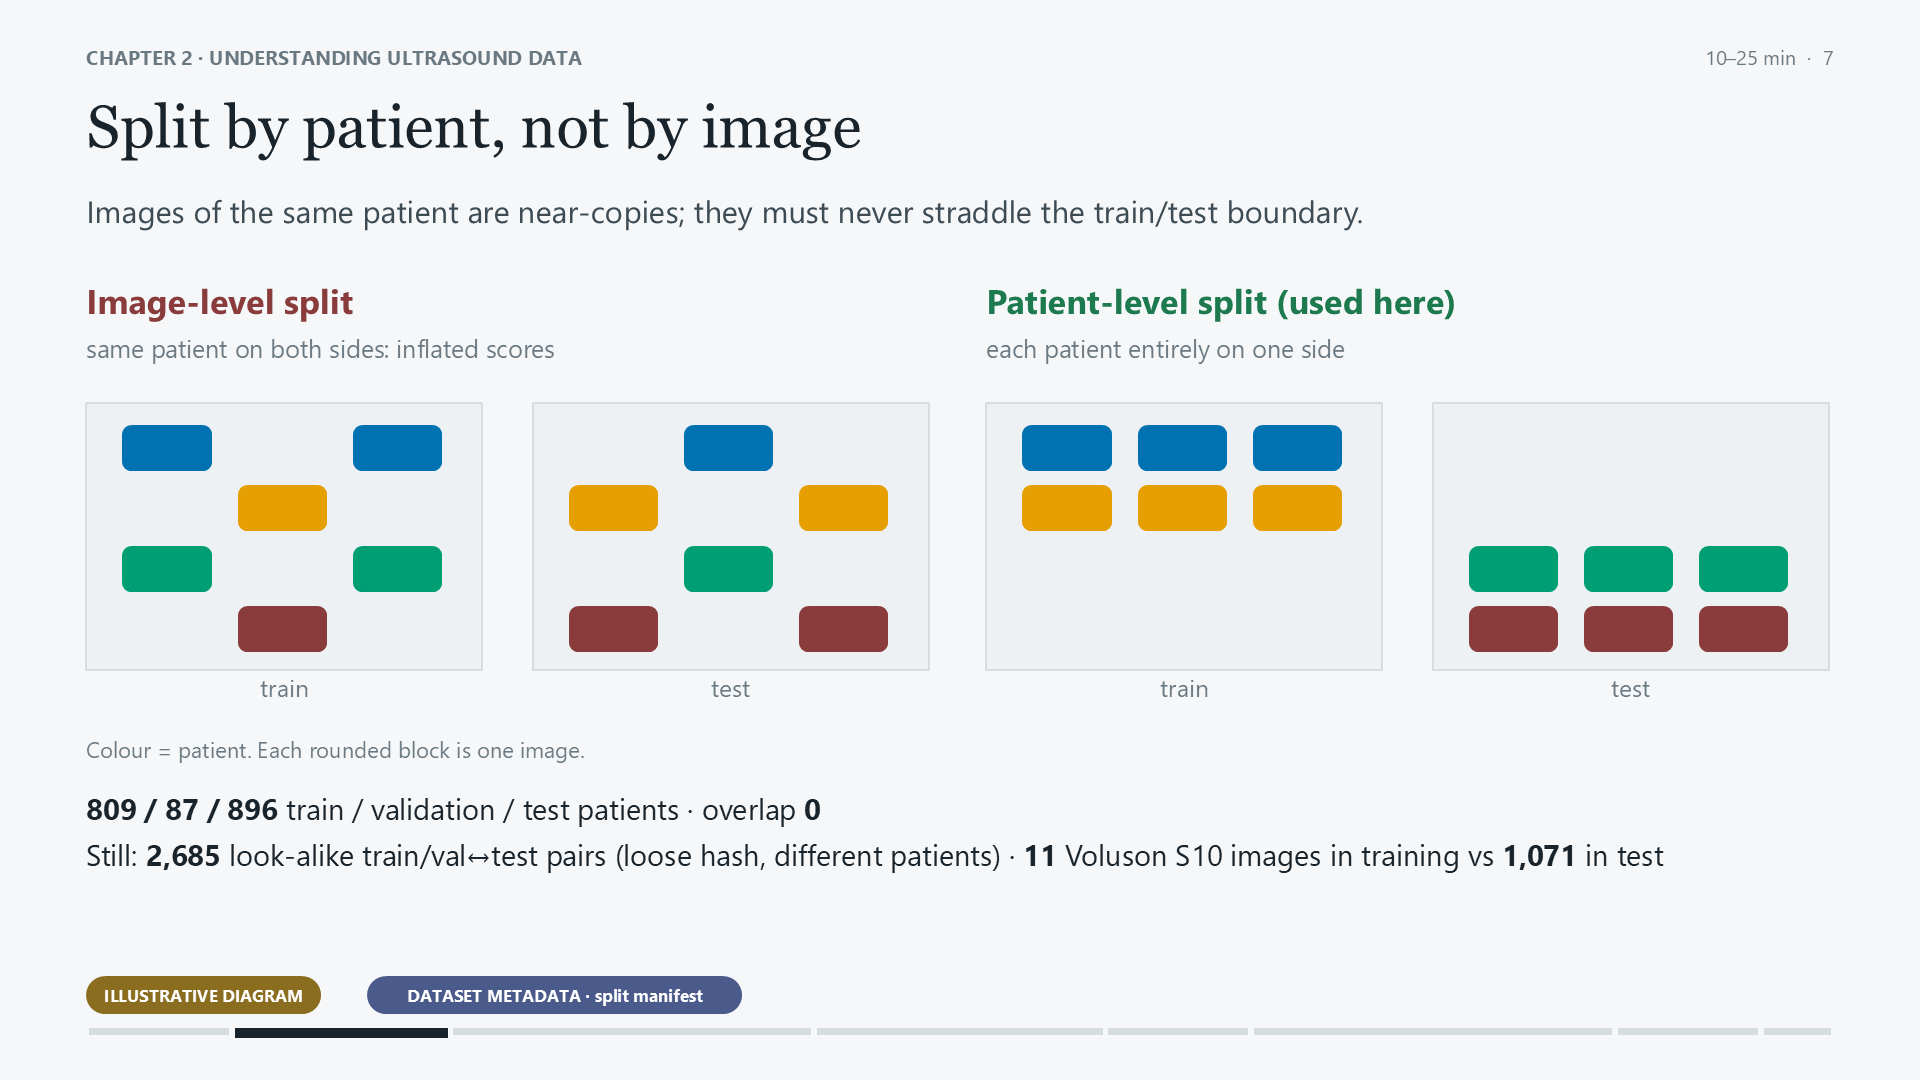 CHAPTER 2 · UNDERSTANDING ULTRASOUND DATA
10–25 min · 7
Split by patient, not by image
Images of the same patient are near-copies; they must never straddle the train/test boundary.
Image-level split
same patient on both sides: inflated scores
Patient-level split (used here)
each patient entirely on one side
train
test
train
test
Colour = patient. Each rounded block is one image.
809 / 87 / 896 train / validation / test patients · overlap 0
Still: 2,685 look-alike train/val↔test pairs (loose hash, different patients) · 11 Voluson S10 images in training vs 1,071 in test
ILLUSTRATIVE DIAGRAM
DATASET METADATA · split manifest